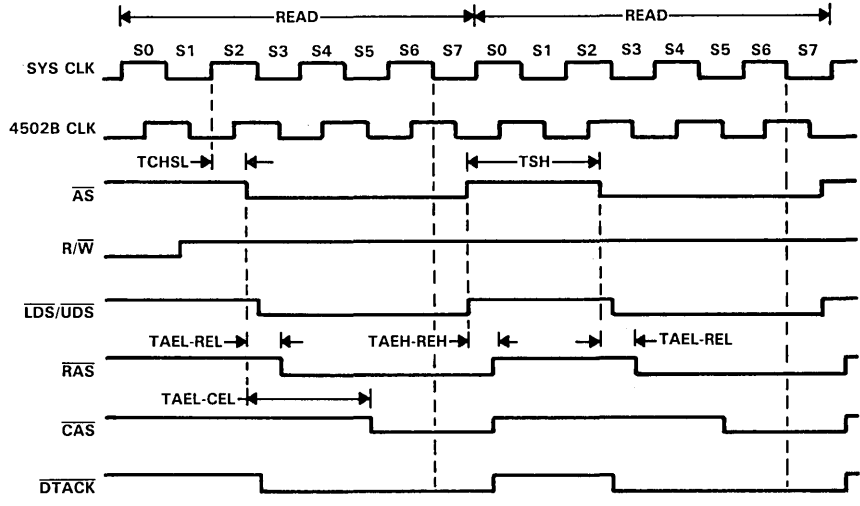 READ READ
S0 S1 S2 S3 S4 S5 S6 S7 S0 S1 S2 S3 S4 S5 S6 S7
SYS CLK
4502B CLK
TCHSL TSH
AS
R/W
LDS/UDS
TAEL-REL TAEH-REH TAEL-REL
RAS
TAEL-CEL
CAS
DTACK